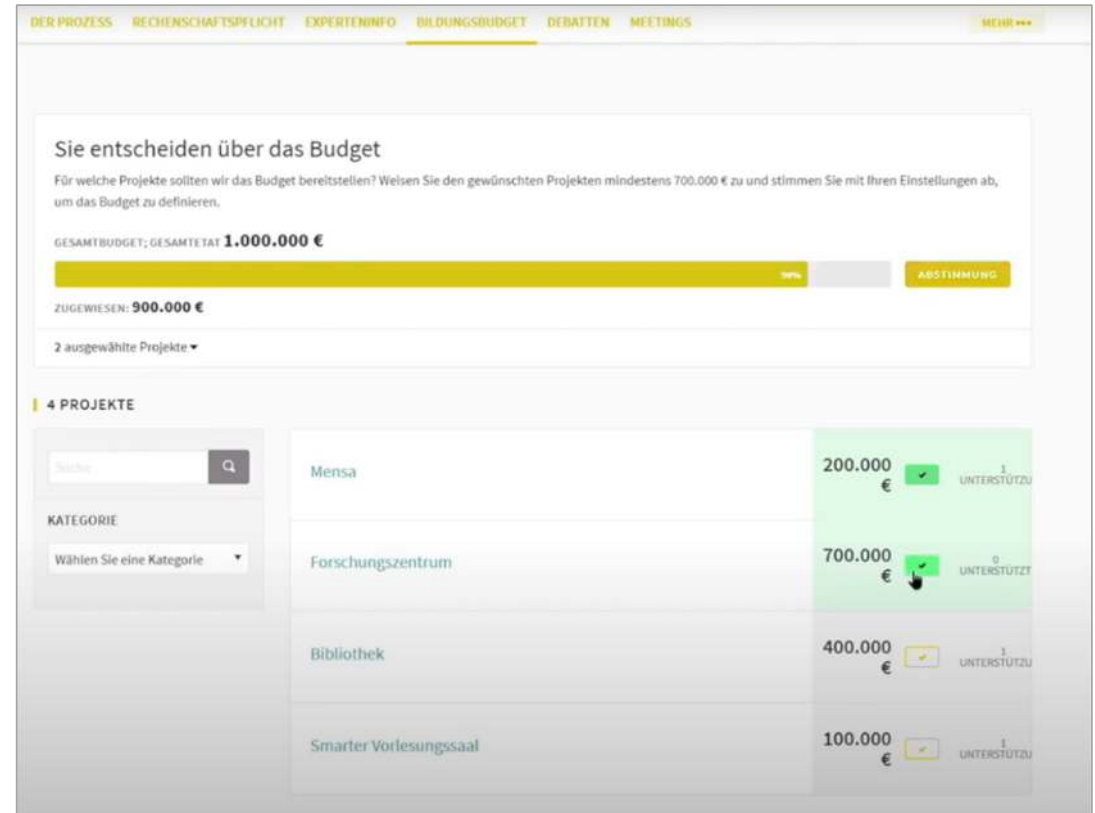 DER PROZESS RECHENSCHAFTSPFLICHT EXPERTENINFO BILDUNGSBUDGET DEBATTEN MEETINGS MEHR •••
Sie entscheiden über das Budget
Für welche Projekte sollten wir das Budget bereitstellen? Weisen Sie den gewünschten Projekten mindestens 700.000 € zu und stimmen Sie mit Ihren Einstellungen ab,
um das Budget zu definieren.
GESAMTBUDGET; GESAMTETAT 1.000.000 €
90%
ABSTIMMUNG
ZUGEWIESEN: 900.000 €
2 ausgewählte Projekte
4 PROJEKTE
Suche
KATEGORIE
Wählen Sie eine Kategorie
Mensa
200.000
€
1
UNTERSTÜTZU
Forschungszentrum
700.000
€
0
UNTERSTÜTZT
Bibliothek
400.000
€
1
UNTERSTÜTZU
Smarter Vorlesungssaal
100.000
€
1
UNTERSTÜTZU